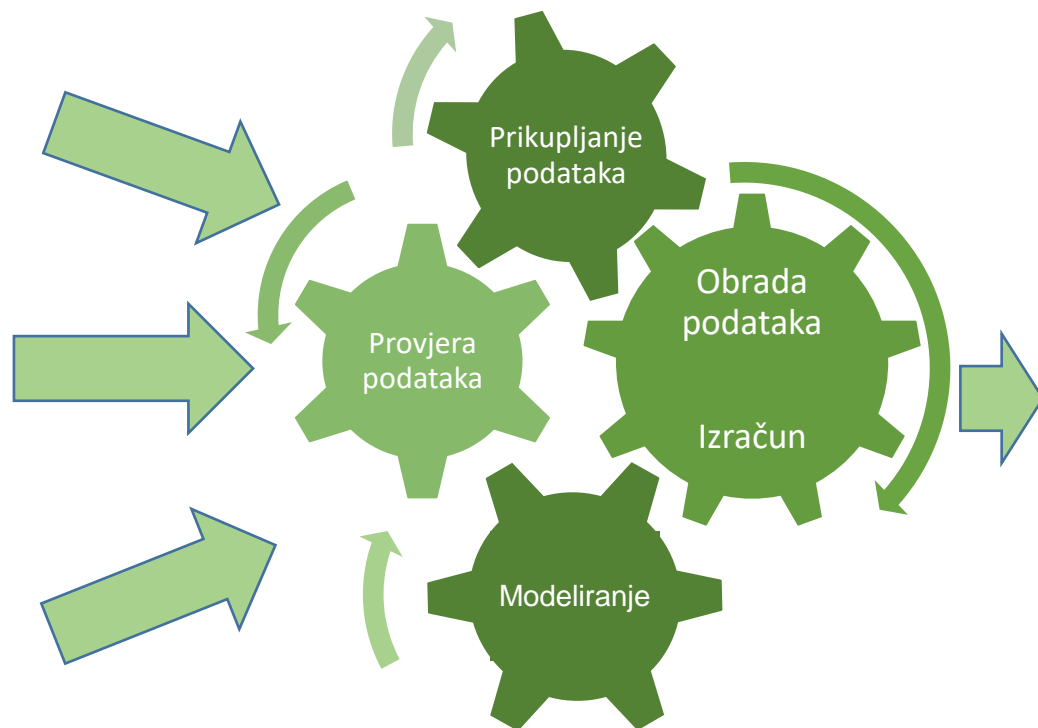 Prikupljanje
podataka
Obrada
podataka
Izračun
Provjera
podataka
Modeliranje